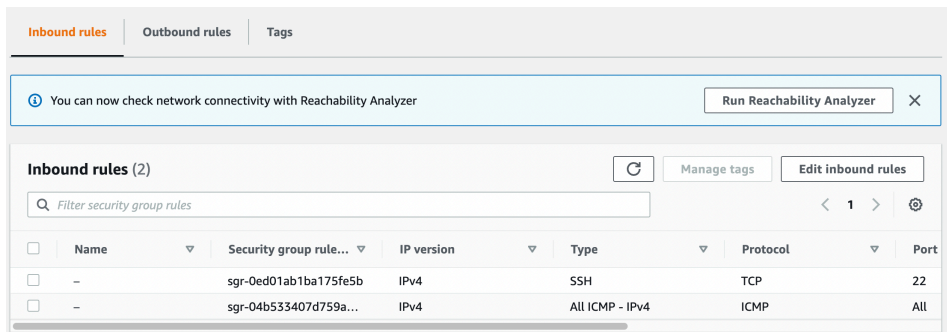 Inbound rules Outbound rules Tags
You can now check network connectivity with Reachability Analyzer Run Reachability Analyzer
Inbound rules (2) Manage tags Edit inbound rules
Filter security group rules 1
Name Security group rule... IP version Type Protocol Port
– sgr-0ed01ab1ba175fe5b IPv4 SSH TCP 22
– sgr-04b533407d759a... IPv4 All ICMP - IPv4 ICMP All